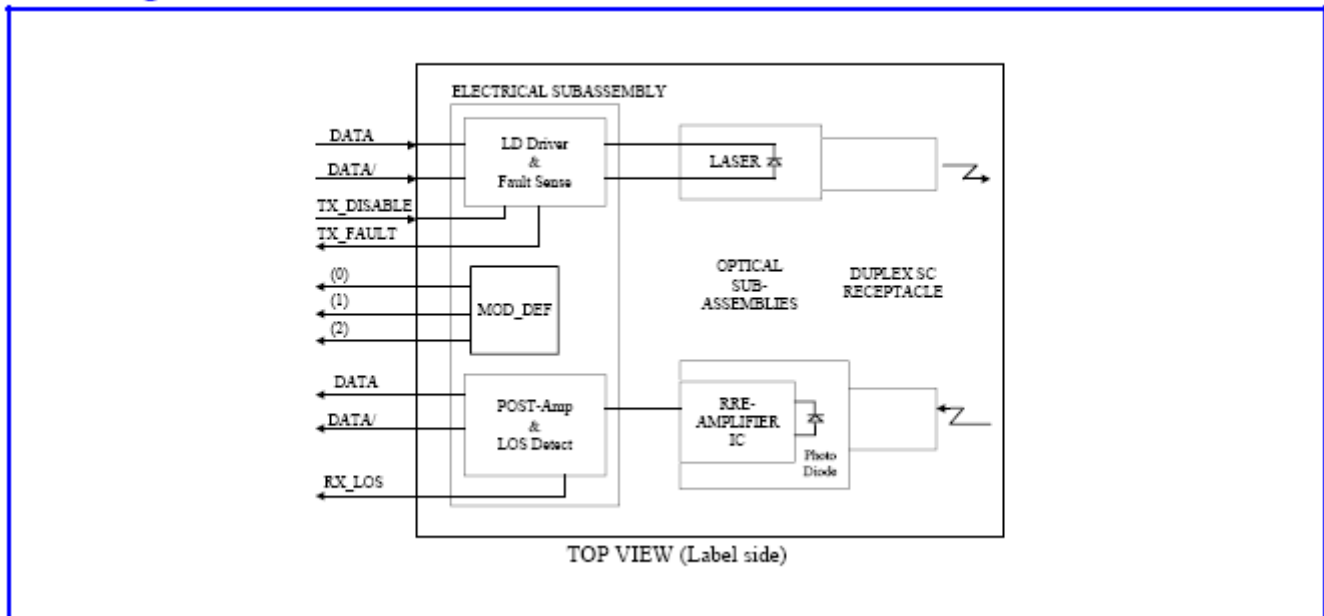 ELECTRICAL SUBASSEMBLY
DATA
DATA/
TX_DISABLE
TX_FAULT
LD Driver
&
Fault Sense
LASER
(0)
(1)
(2)
MOD_DEF
OPTICAL
SUB-
ASSEMBLIES
DUPLEX SC
RECEPTACLE
DATA
DATA/
RX_LOS
POST-Amp
&
LOS Detect
RRE-
AMPLIFIER
IC
Photo
Diode
TOP VIEW (Label side)